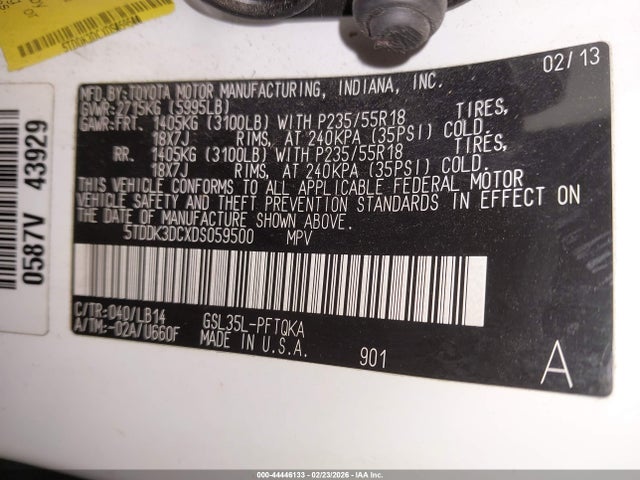 02/13
MFD.BY: TOYOTA MOTOR MANUFACTURING, INDIANA, INC.
GVWR: 2715KG (5995LB)
GAWR: FRT. 1405KG (3100LB) WITH P235/55R18 TIRES,
18X7J RIMS, AT 240KPA (35PSI) COLD.
RR. 1405KG (3100LB) WITH P235/55R18 TIRES,
18X7J RIMS, AT 240KPA (35PSI) COLD.
THIS VEHICLE CONFORMS TO ALL APPLICABLE FEDERAL MOTOR
VEHICLE SAFETY AND THEFT PREVENTION STANDARDS IN EFFECT ON
THE DATE OF MANUFACTURE SHOWN ABOVE.
5TDDK3DCXDS059500 MPV
C/TR: 040/LB14 GSL35L-PFTQKA
A/TM: -02A/U660F MADE IN U.S.A.
901
A
0587V 43929
000-44446133 - 02/23/2026 - IAA Inc.